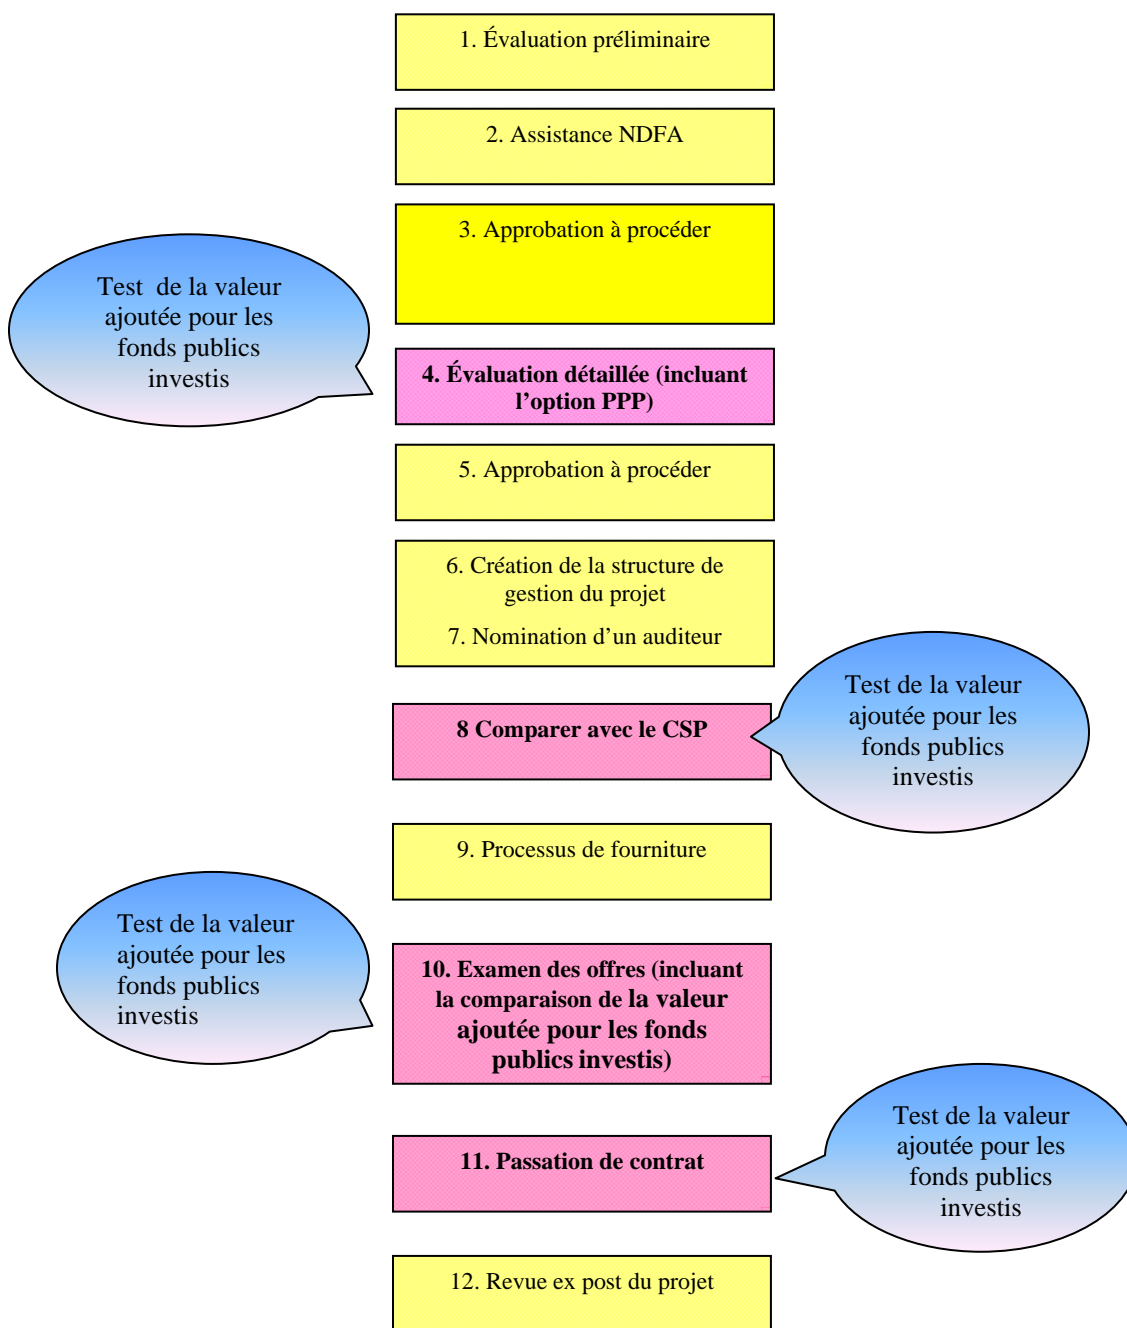 1. Évaluation préliminaire
2. Assistance NDFA
3. Approbation à procéder
Test de la valeur
ajoutée pour les
fonds publics
investis
4. Évaluation détaillée (incluant
l’option PPP)
5. Approbation à procéder
6. Création de la structure de
gestion du projet
7. Nomination d’un auditeur
Test de la valeur
ajoutée pour les
fonds publics
investis
8 Comparer avec le CSP
9. Processus de fourniture
Test de la valeur
ajoutée pour les
fonds publics
investis
10. Examen des offres (incluant
la comparaison de la valeur
ajoutée pour les fonds
publics investis)
Test de la valeur
ajoutée pour les
fonds publics
investis
11. Passation de contrat
12. Revue ex post du projet